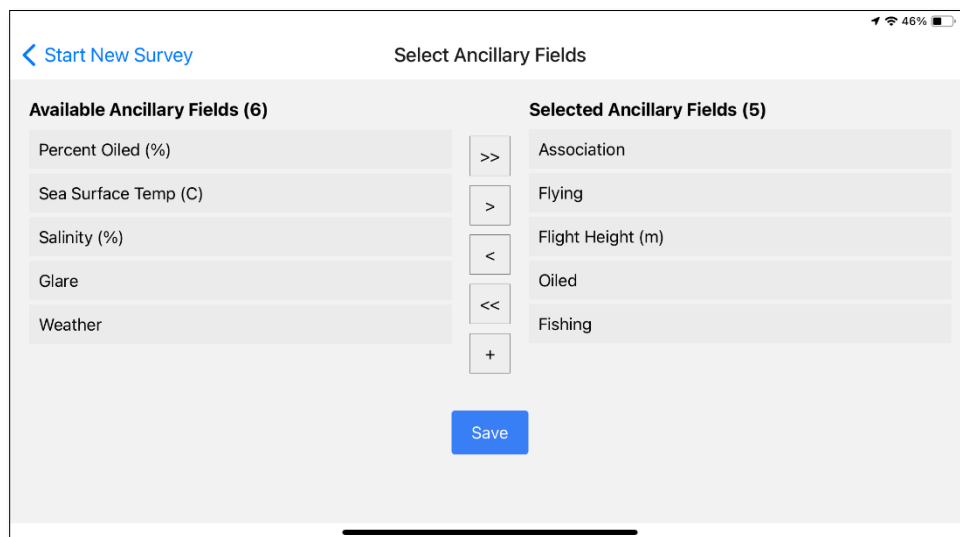 46%
Start New Survey
Select Ancillary Fields
Available Ancillary Fields (6)
Percent Oiled (%)
Sea Surface Temp (C)
Salinity (%)
Glare
Weather
>>
>
<
<<
+
Selected Ancillary Fields (5)
Association
Flying
Flight Height (m)
Oiled
Fishing
Save